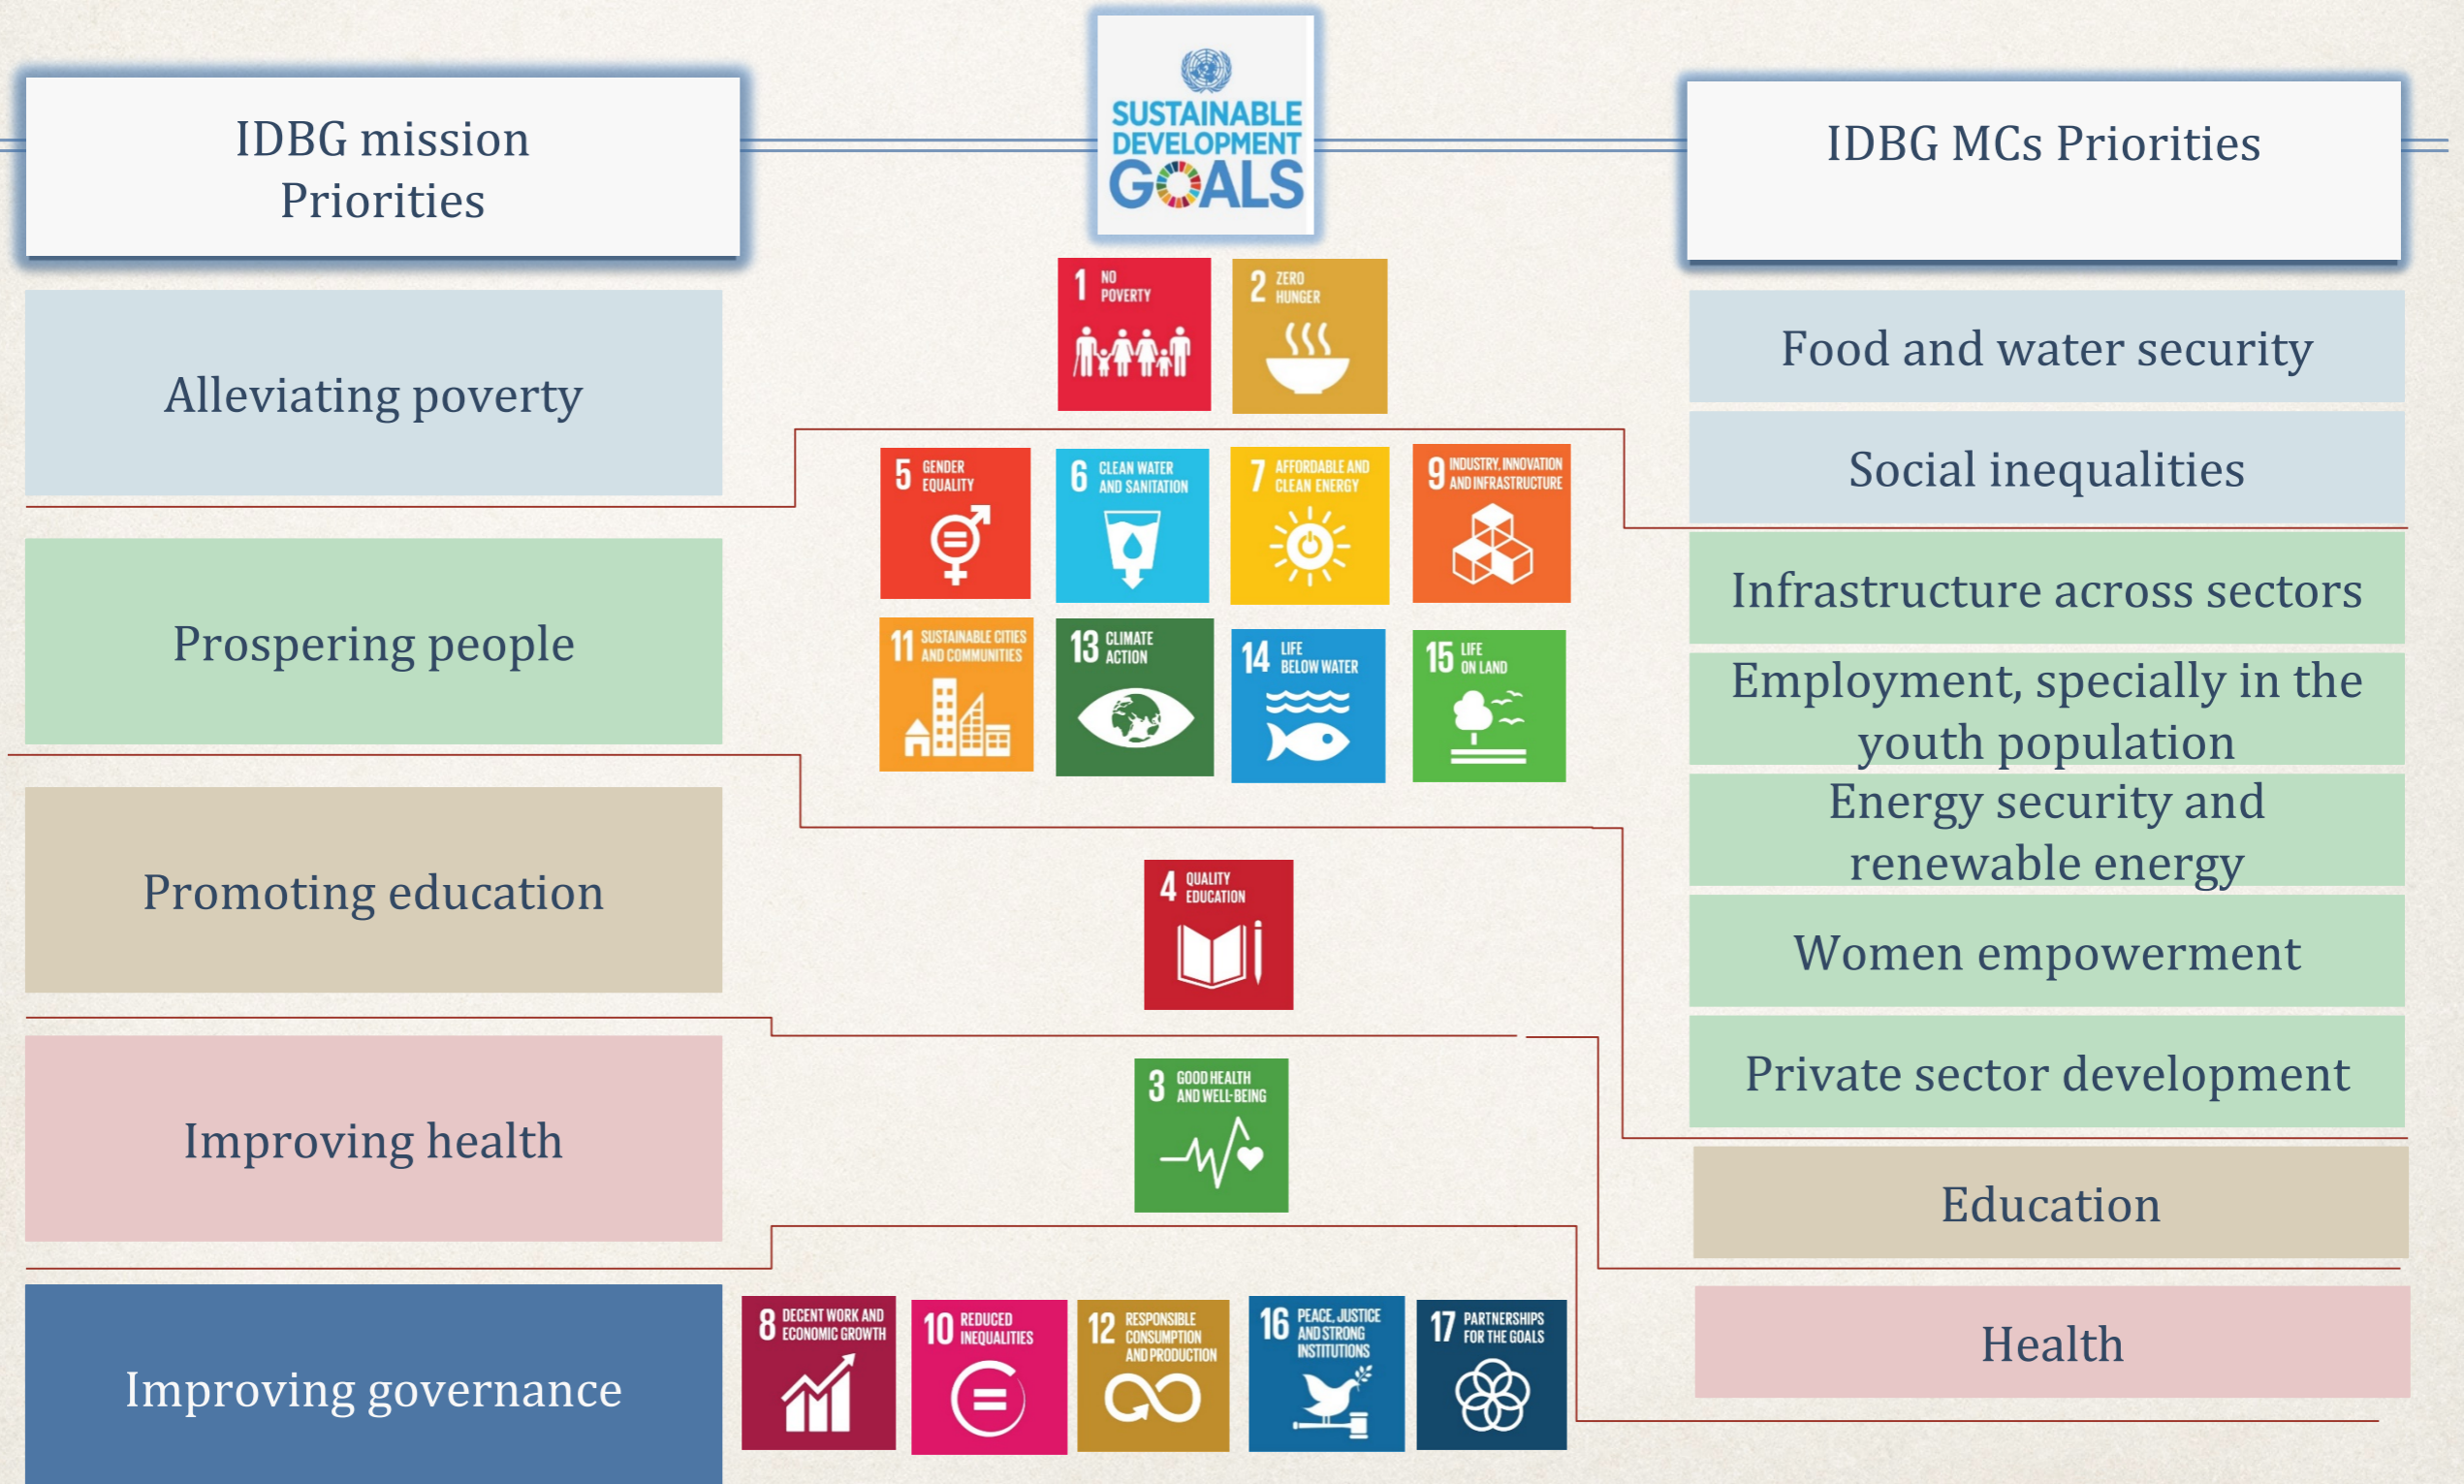 IDBG mission
Priorities
SUSTAINABLE
DEVELOPMENT
GOALS
IDBG MCs Priorities
Alleviating poverty
Prospering people
Promoting education
Improving health
Improving governance
1 NO
POVERTY
2 ZERO
HUNGER
5 GENDER
EQUALITY
6 CLEAN WATER
AND SANITATION
7 AFFORDABLE AND
CLEAN ENERGY
9 INDUSTRY, INNOVATION
AND INFRASTRUCTURE
11 SUSTAINABLE CITIES
AND COMMUNITIES
13 CLIMATE
ACTION
14 LIFE
BELOW WATER
15 LIFE
ON LAND
4 QUALITY
EDUCATION
3 GOOD HEALTH
AND WELL-BEING
8 DECENT WORK AND
ECONOMIC GROWTH
10 REDUCED
INEQUALITIES
12 RESPONSIBLE
CONSUMPTION
AND PRODUCTION
16 PEACE, JUSTICE
AND STRONG
INSTITUTIONS
17 PARTNERSHIPS
FOR THE GOALS
Food and water security
Social inequalities
Infrastructure across sectors
Employment, specially in the
youth population
Energy security and
renewable energy
Women empowerment
Private sector development
Education
Health